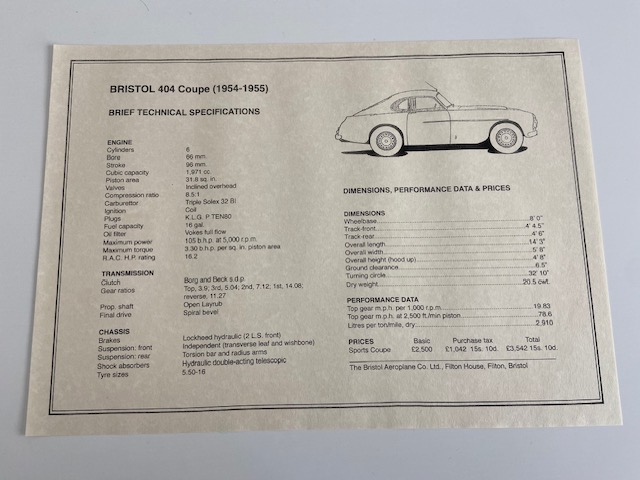 BRISTOL 404 Coupe (1954-1955)
BRIEF TECHNICAL SPECIFICATIONS
ENGINE
Cylinders 6
Bore 66 mm.
Stroke 96 mm.
Cubic capacity 1,971 cc
Piston area 31.8 sq. in.
Valves Inclined overhead
Compression ratio 8.5:1
Carburettor Triple Solex 32 BI
Ignition Coil
Plugs K.L.G. P TEN80
Fuel capacity 16 gal.
Oil filter Vokes full flow
Maximum power 105 b.h.p. at 5,000 r.p.m.
Maximum torque 3.30 b.h.p. per sq. in. piston area
R.A.C. H.P. rating 16.2
TRANSMISSION
Clutch Borg and Beck s.d.p.
Gear ratios Top, 3.9; 3rd, 5.04; 2nd, 7.12; 1st, 14.08;
reverse, 11.27
Prop. shaft Open Layrub
Final drive Spiral bevel
CHASSIS
Brakes Lockheed hydraulic (2 L.S. front)
Suspension: front Independent (transverse leaf and wishbone)
Suspension: rear Torsion bar and radius arms
Shock absorbers Hydraulic double-acting telescopic
Tyre sizes 5.50-16
DIMENSIONS, PERFORMANCE DATA & PRICES
DIMENSIONS
Wheelbase 8' 0"
Track-front 4' 4.5"
Track-rear 4' 6"
Overall length 14' 3"
Overall width 5' 8"
Overall height (hood up) 4' 8"
Ground clearance 6.5"
Turning circle 32' 10"
Dry weight 20.5 cwt.
PERFORMANCE DATA
Top gear m.p.h. per 1,000 r.p.m. 19.83
Top gear m.p.h. at 2,500 ft./min piston 78.6
Litres per ton/mile, dry 2,910
PRICES Basic Purchase tax Total
Sports Coupe £2,500 £1,042 15s. 10d. £3,542 15s. 10d.
The Bristol Aeroplane Co. Ltd., Filton House, Filton, Bristol